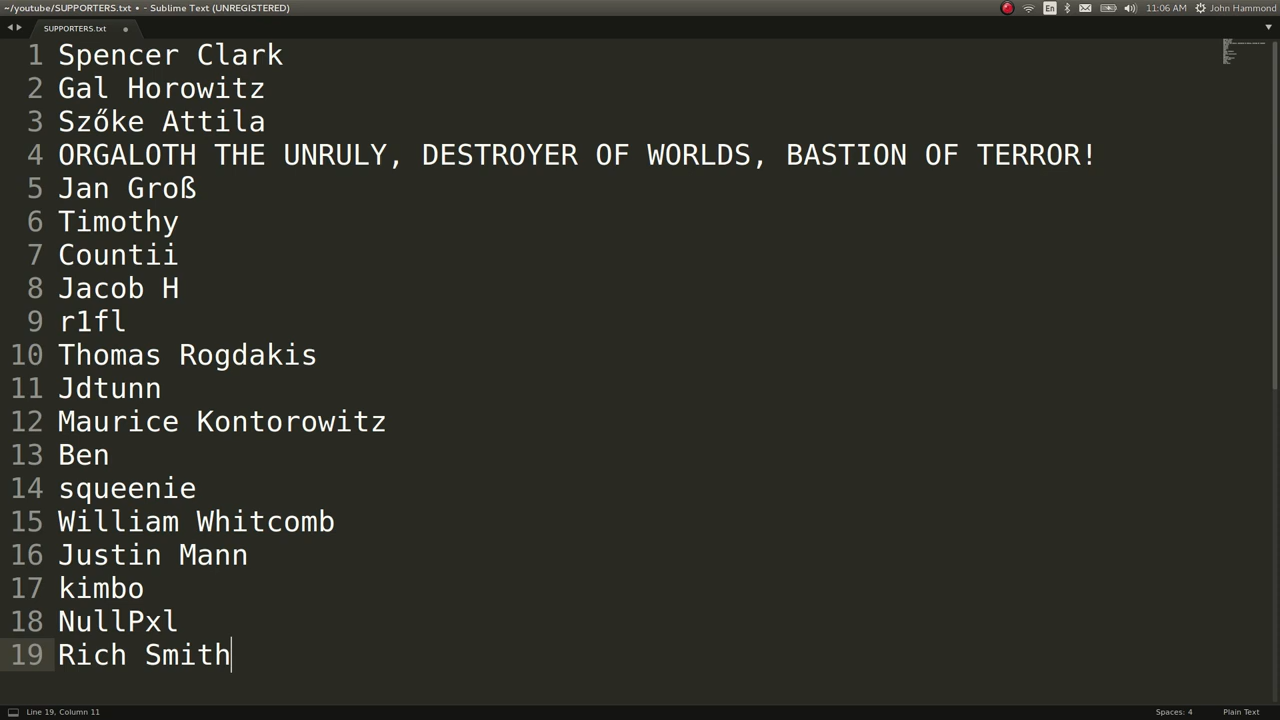 ~/youtube/SUPPORTERS.txt • - Sublime Text (UNREGISTERED)
En
11:06 AM
John Hammond
SUPPORTERS.txt
1 Spencer Clark
2 Gal Horowitz
3 Szőke Attila
4 ORGALOTH THE UNRULY, DESTROYER OF WORLDS, BASTION OF TERROR!
5 Jan Groß
6 Timothy
7 Countii
8 Jacob H
9 r1fl
10 Thomas Rogdakis
11 Jdtunn
12 Maurice Kontorowitz
13 Ben
14 squeenie
15 William Whitcomb
16 Justin Mann
17 kimbo
18 NullPxl
19 Rich Smith
Line 19, Column 11
Spaces: 4
Plain Text